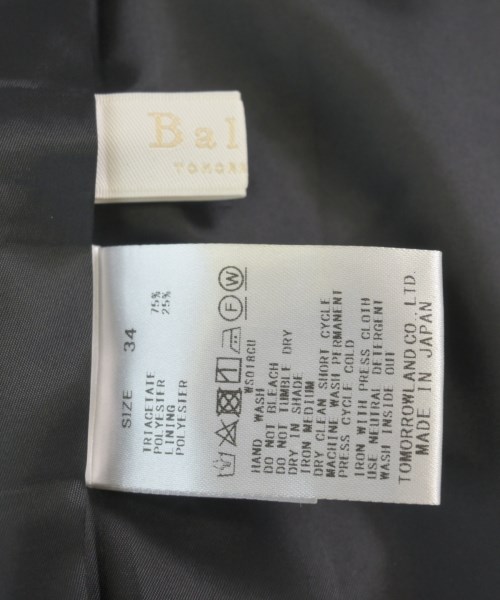 Bal
TOMORR
SIZE 34
TRIACETATE 75%
POLYESTER 25%
LINING
POLYESTER
W
F
WS01RGU
HAND WASH
DO NOT BLEACH
DO NOT TUMBLE DRY
DRY IN SHADE
IRON MEDIUM
DRY CLEAN SHORT CYCLE
MACHINE WASH PERMANENT
PRESS CYCLE COLD
IRON WITH PRESS CLOTH
USE NEUTRAL DETERGENT
WASH INSIDE OUT
TOMORROWLAND CO., LTD.
MADE IN JAPAN